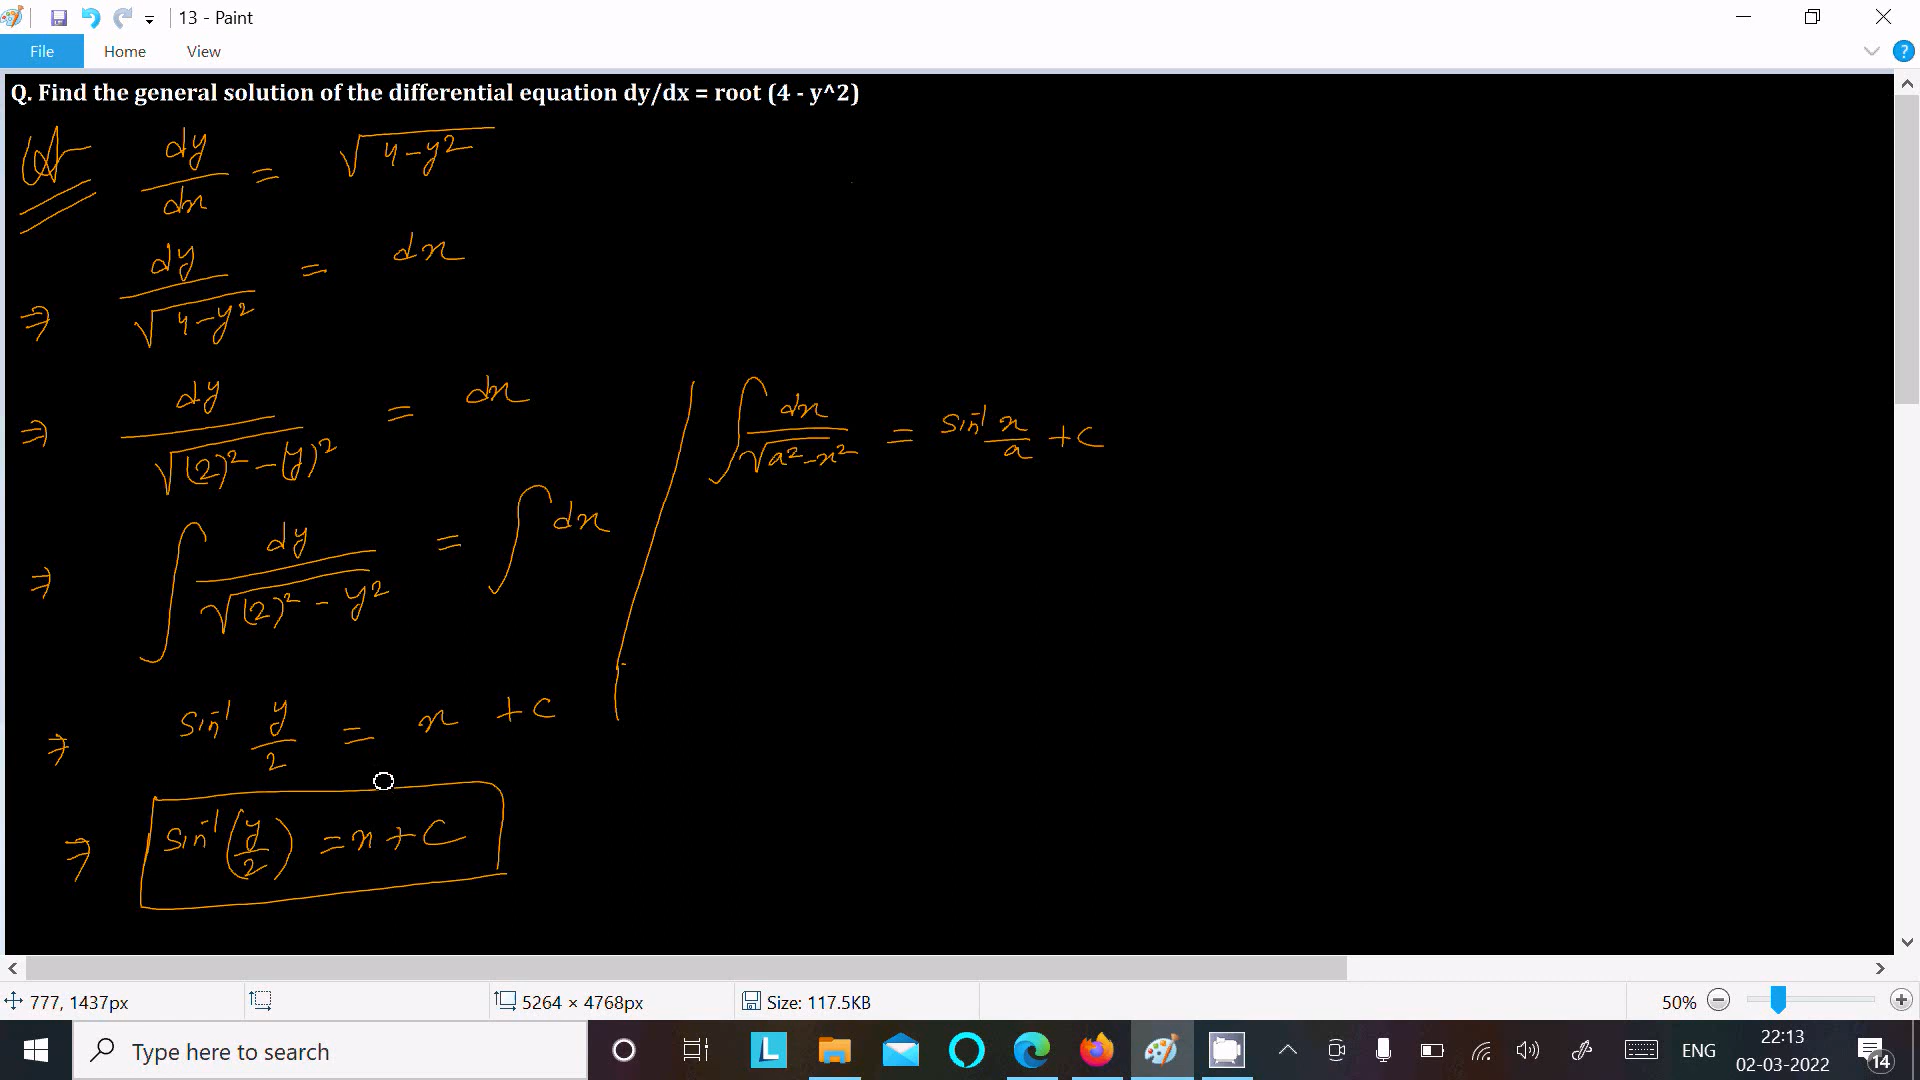 13 - Paint
File Home View
Q. Find the general solution of the differential equation dy/dx = root (4 - y^2)
dy/dx = √(4-y²)
⇒ dy/√(4-y²) = dx
⇒ dy/√((2)²-(y)²) = dx
∫ dx/√(a²-x²) = sin⁻¹ x/a + C
⇒ ∫ dy/√((2)²-y²) = ∫ dx
⇒ sin⁻¹ y/2 = x + C
⇒ sin⁻¹(y/2) = x + C
777, 1437px 5264 × 4768px Size: 117.5KB 50%
Type here to search
L
ENG
22:13
02-03-2022
14